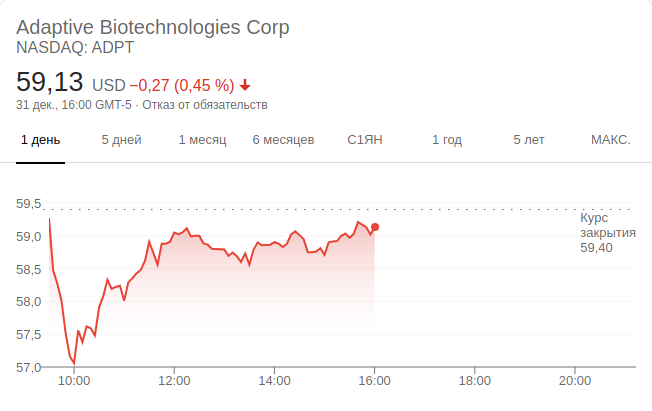 Adaptive Biotechnologies Corp
NASDAQ: ADPT
59,13 USD −0,27 (0,45 %)
31 дек., 16:00 GMT-5 · Отказ от обязательств
1 день 5 дней 1 месяц 6 месяцев С1ЯН 1 год 5 лет МАКС.
59,5
59,0
58,5
58,0
57,5
57,0
Курс
закрытия
59,40
10:00 12:00 14:00 16:00 18:00 20:00